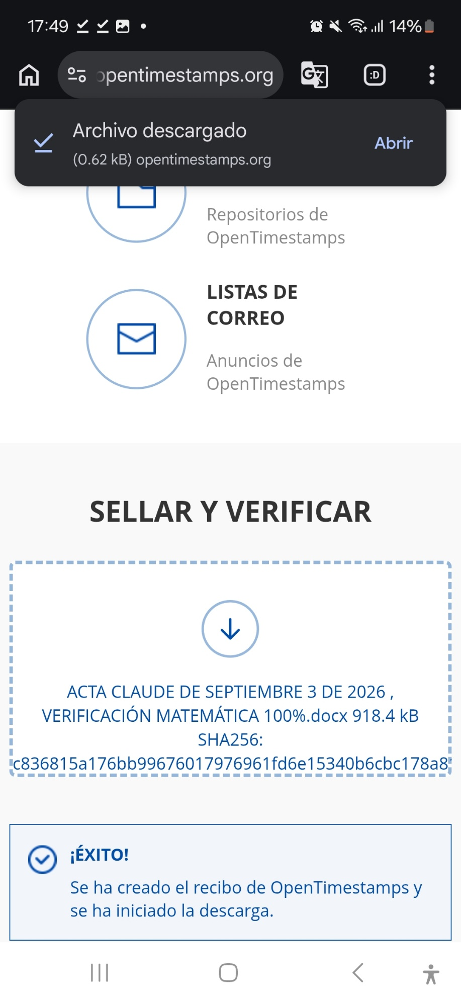 17:49
14%
opentimestamps.org
:D
Archivo descargado
Abrir
(0.62 kB) opentimestamps.org
Repositorios de
OpenTimestamps
LISTAS DE
CORREO
Anuncios de
OpenTimestamps
SELLAR Y VERIFICAR
ACTA CLAUDE DE SEPTIEMBRE 3 DE 2026 ,
VERIFICACIÓN MATEMÁTICA 100%.docx 918.4 kB
SHA256:
c836815a176bb99676017976961fd6e15340b6cbc178a8
¡ÉXITO!
Se ha creado el recibo de OpenTimestamps y
se ha iniciado la descarga.